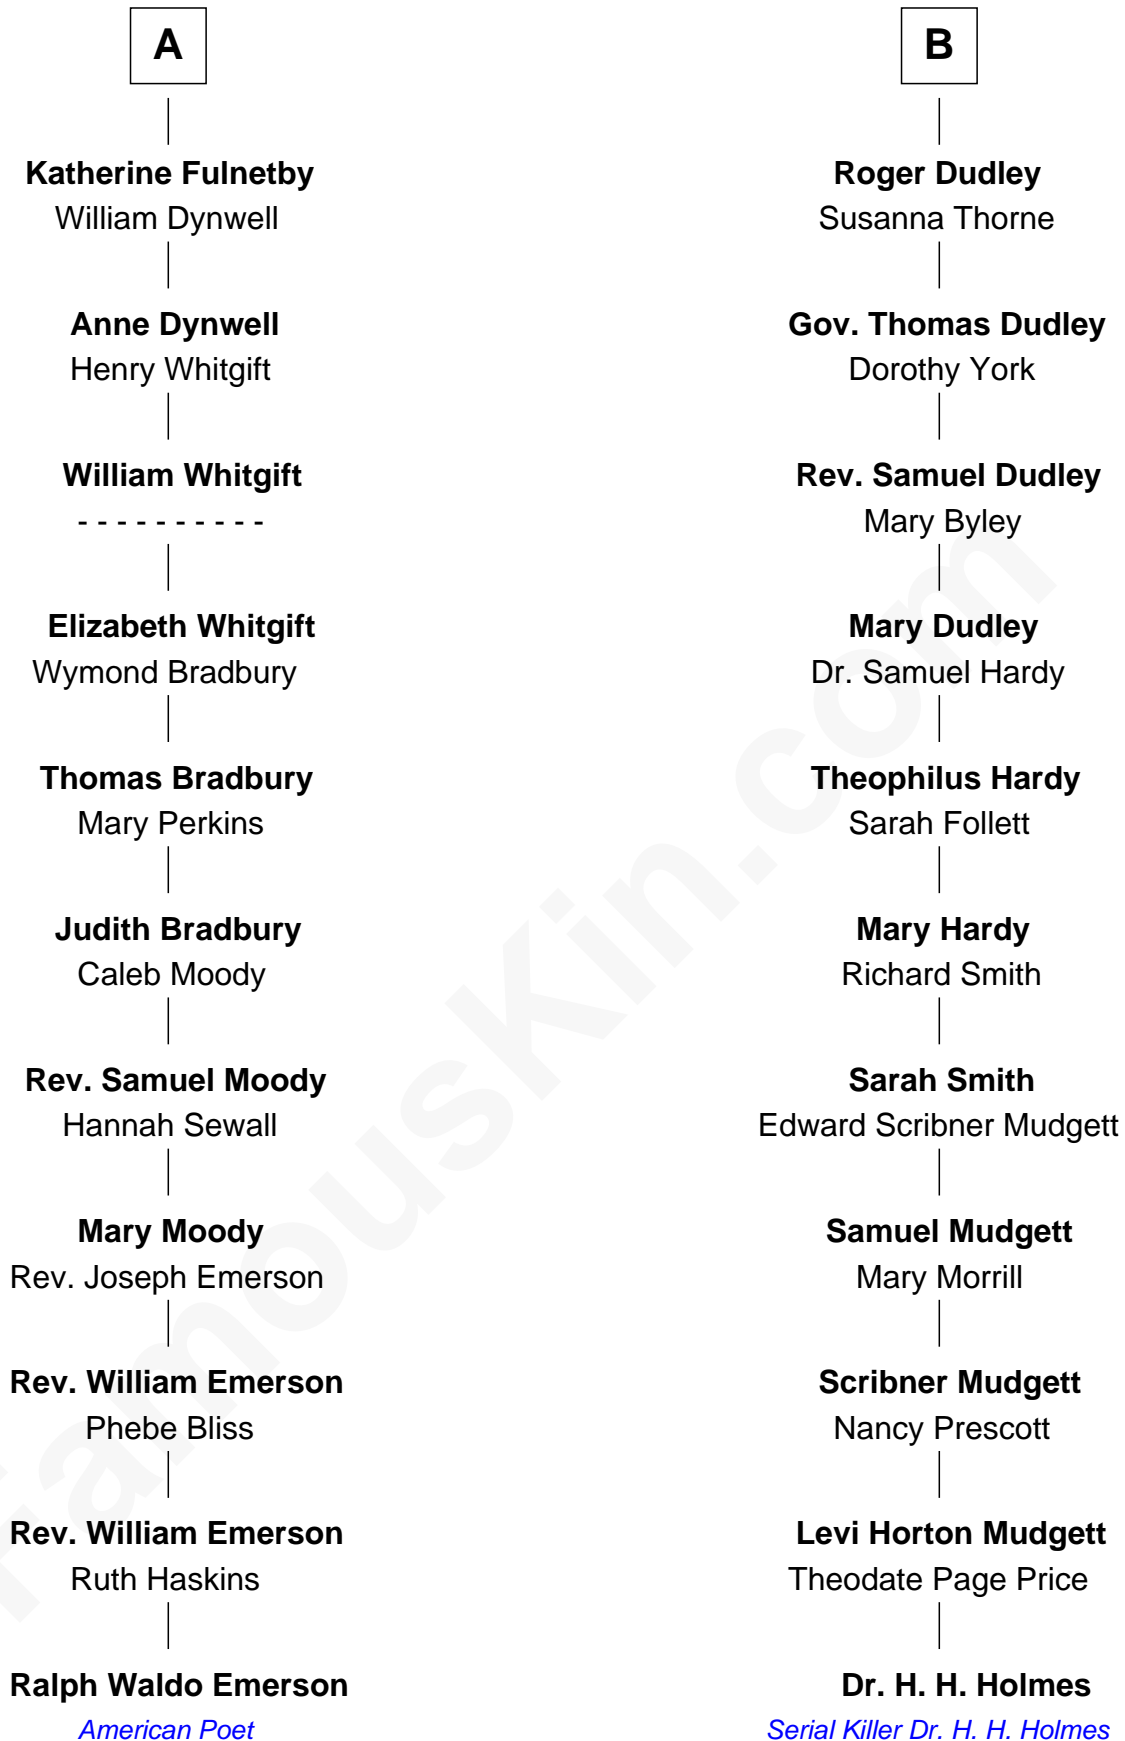 A
Katherine Fulnetby
William Dynwell
Anne Dynwell
Henry Whitgift
William Whitgift
- - - - - - - - - -
Elizabeth Whitgift
Wymond Bradbury
Thomas Bradbury
Mary Perkins
Judith Bradbury
Caleb Moody
Rev. Samuel Moody
Hannah Sewall
Mary Moody
Rev. Joseph Emerson
Rev. William Emerson
Phebe Bliss
Rev. William Emerson
Ruth Haskins
Ralph Waldo Emerson
American Poet
B
Roger Dudley
Susanna Thorne
Gov. Thomas Dudley
Dorothy York
Rev. Samuel Dudley
Mary Byley
Mary Dudley
Dr. Samuel Hardy
Theophilus Hardy
Sarah Follett
Mary Hardy
Richard Smith
Sarah Smith
Edward Scribner Mudgett
Samuel Mudgett
Mary Morrill
Scribner Mudgett
Nancy Prescott
Levi Horton Mudgett
Theodate Page Price
Dr. H. H. Holmes
Serial Killer Dr. H. H. Holmes
FamousKin.com